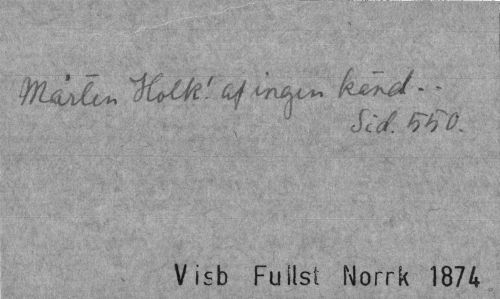 Mårten Holk! af ingen känd..
Sid. 550.
Visb Fullst Norrk 1874.